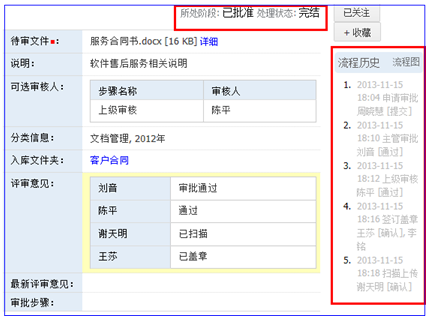 所处阶段: 已批准 处理状态: 完结
已关注
+ 收藏
待审文件 : 服务合同书.docx [16 KB] 详细
说明: 软件售后服务相关说明
可选审核人:
步骤名称 审核人
上级审核 陈平
分类信息: 文档管理, 2012年
入库文件夹: 客户合同
评审意见:
刘音 审批通过
陈平 通过
谢天明 已扫描
王莎 已盖章
最新评审意见:
审批步骤:
流程历史 流程图
1. 2013-11-15
18:04 申请审批
周晓慧 [提交]
2. 2013-11-15
18:10 主管审批
刘音 [通过]
3. 2013-11-15
18:12 上级审核
陈平 [通过]
4. 2013-11-15
18:16 签订盖章
王莎 [确认], 李
铭
5. 2013-11-15
18:18 扫描上传
谢天明 [确认]